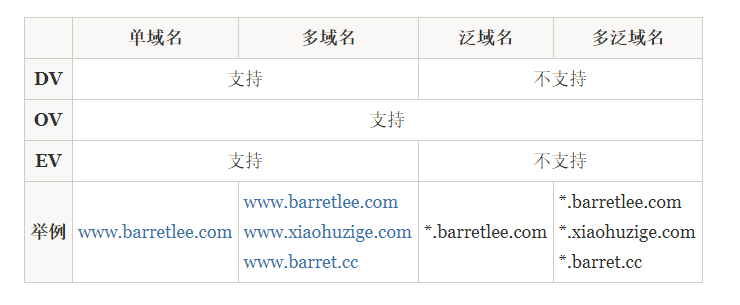 单域名 多域名 泛域名 多泛域名
DV 支持 不支持
OV 支持
EV 支持 不支持
www.barretlee.com *.barretlee.com
举例 www.barretlee.com www.xiaohuzige.com *.barretlee.com *.xiaohuzige.com
www.barret.cc *.barret.cc